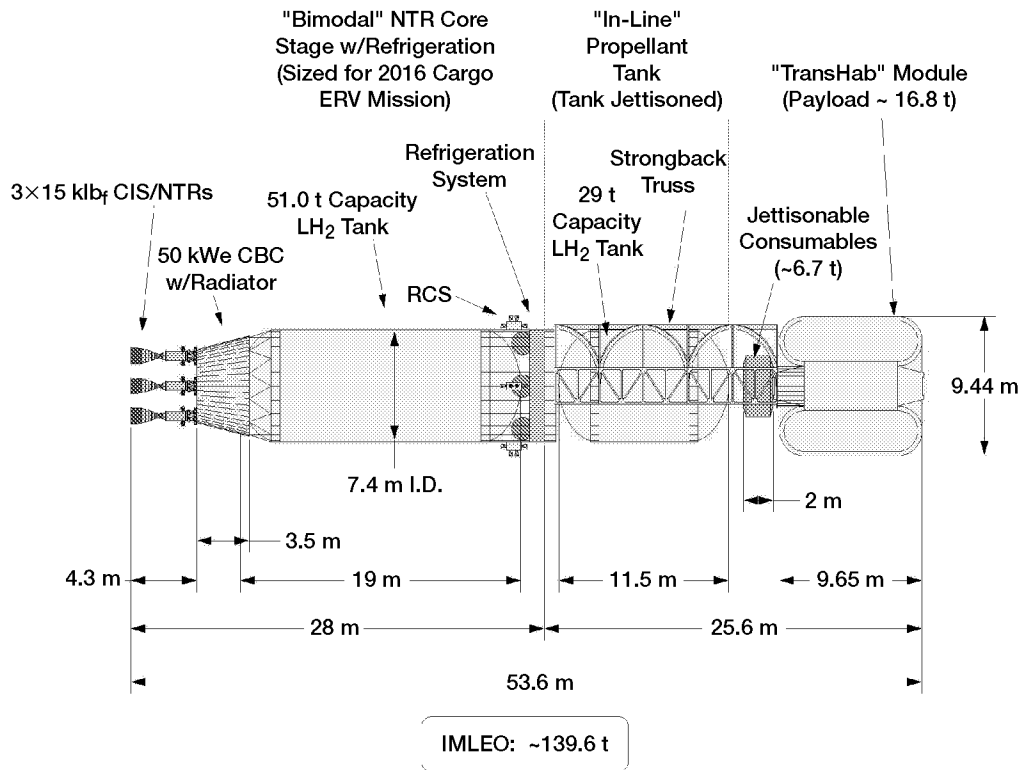 "Bimodal" NTR Core
Stage w/Refrigeration
(Sized for 2016 Cargo
ERV Mission)
"In-Line"
Propellant
Tank
(Tank Jettisoned)
"TransHab" Module
(Payload ~ 16.8 t)
3×15 klbf CIS/NTRs
50 kWe CBC
w/Radiator
51.0 t Capacity
LH2 Tank
Refrigeration
System
RCS
29 t
Capacity
LH2 Tank
Strongback
Truss
Jettisonable
Consumables
(~6.7 t)
9.44 m
7.4 m I.D.
2 m
3.5 m
4.3 m
19 m
11.5 m
9.65 m
28 m
25.6 m
53.6 m
IMLEO: ~139.6 t